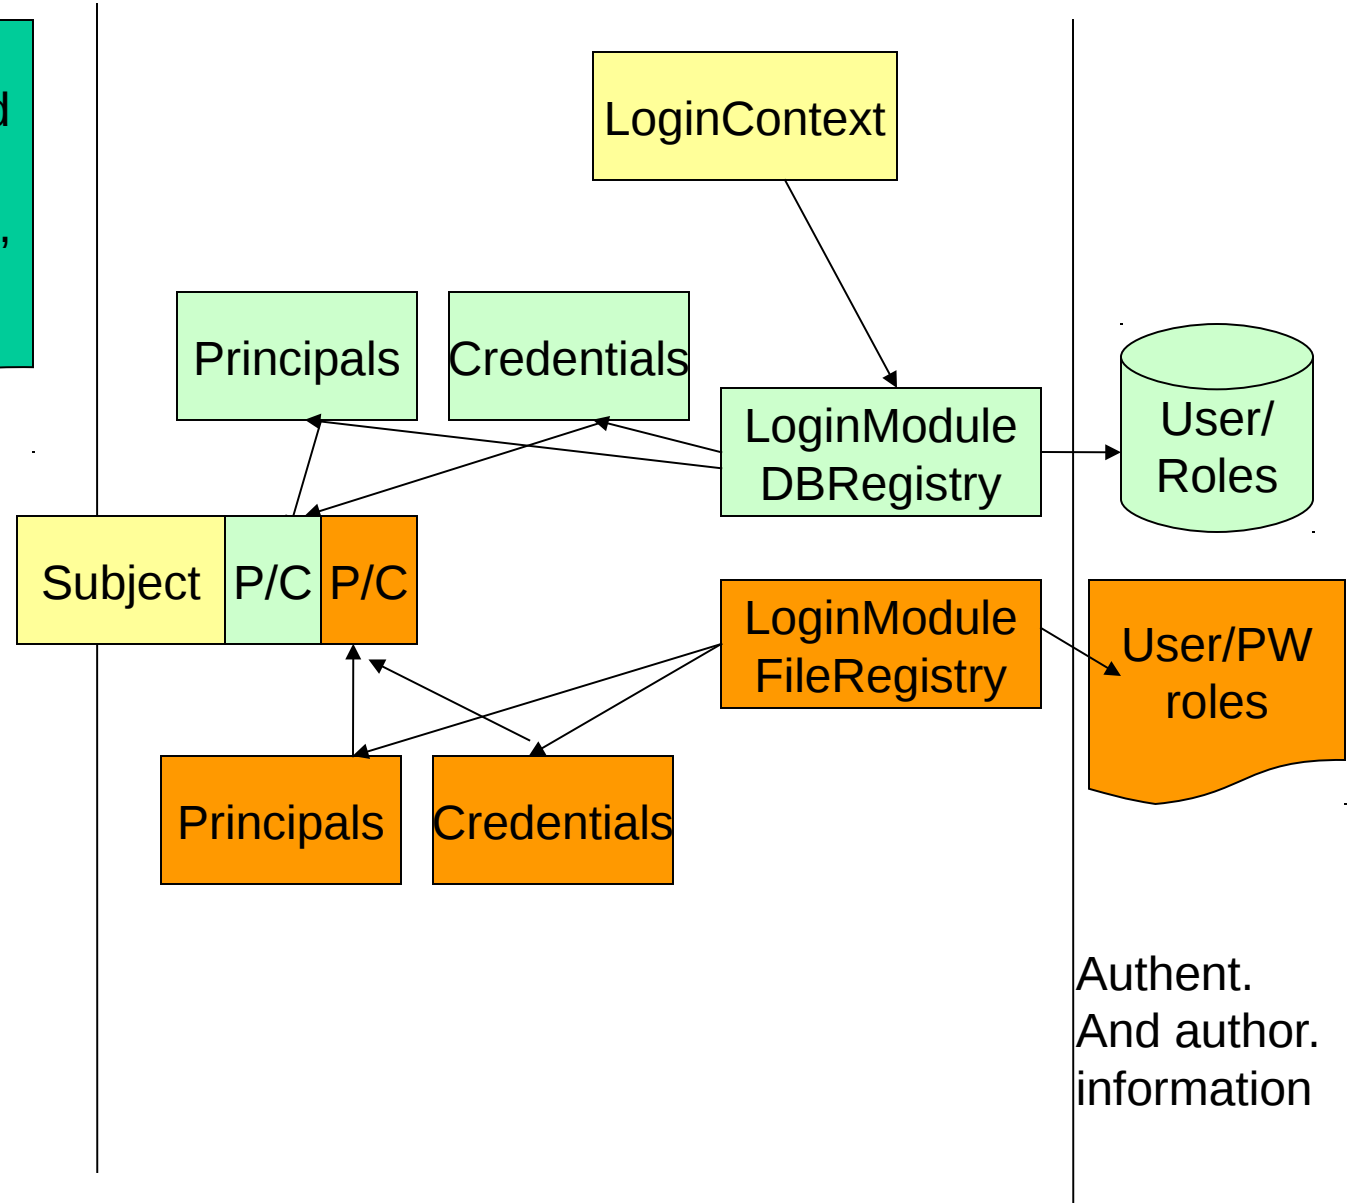 LoginContext
Principals
Credentials
LoginModule
DBRegistry
User/
Roles
Subject
P/C
P/C
LoginModule
FileRegistry
User/PW
roles
Principals
Credentials
Authent.
And author.
information